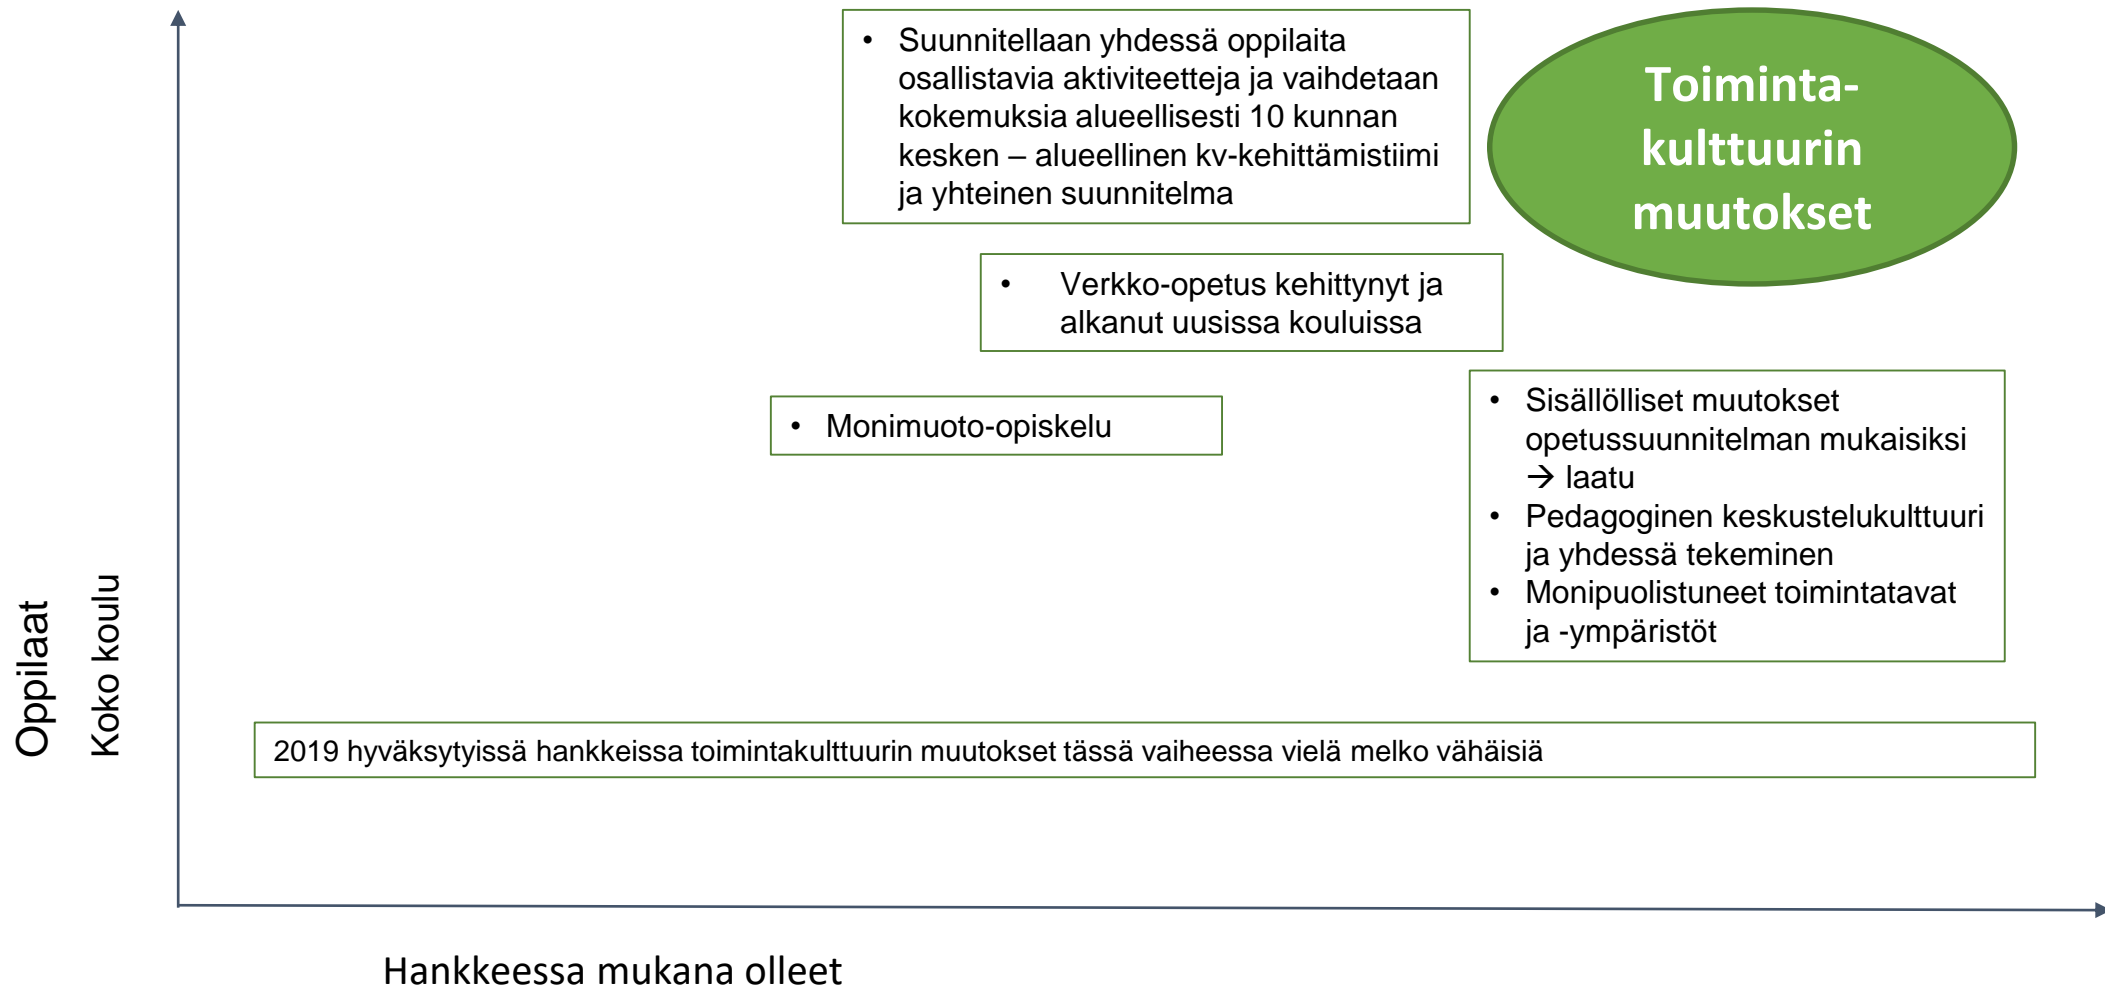 • Suunnitellaan yhdessä oppilaita
osallistavia aktiviteetteja ja vaihdetaan
kokemuksia alueellisesti 10 kunnan
kesken – alueellinen kv-kehittämistiimi
ja yhteinen suunnitelma
Toiminta-
kulttuurin
muutokset
• Verkko-opetus kehittynyt ja
alkanut uusissa kouluissa
• Monimuoto-opiskelu
• Sisällölliset muutokset
opetussuunnitelman mukaisiksi
→ laatu
• Pedagoginen keskustelukulttuuri
ja yhdessä tekeminen
• Monipuolistuneet toimintatavat
ja -ympäristöt
Oppilaat
Koko koulu
2019 hyväksytyissä hankkeissa toimintakulttuurin muutokset tässä vaiheessa vielä melko vähäisiä
Hankkeessa mukana olleet